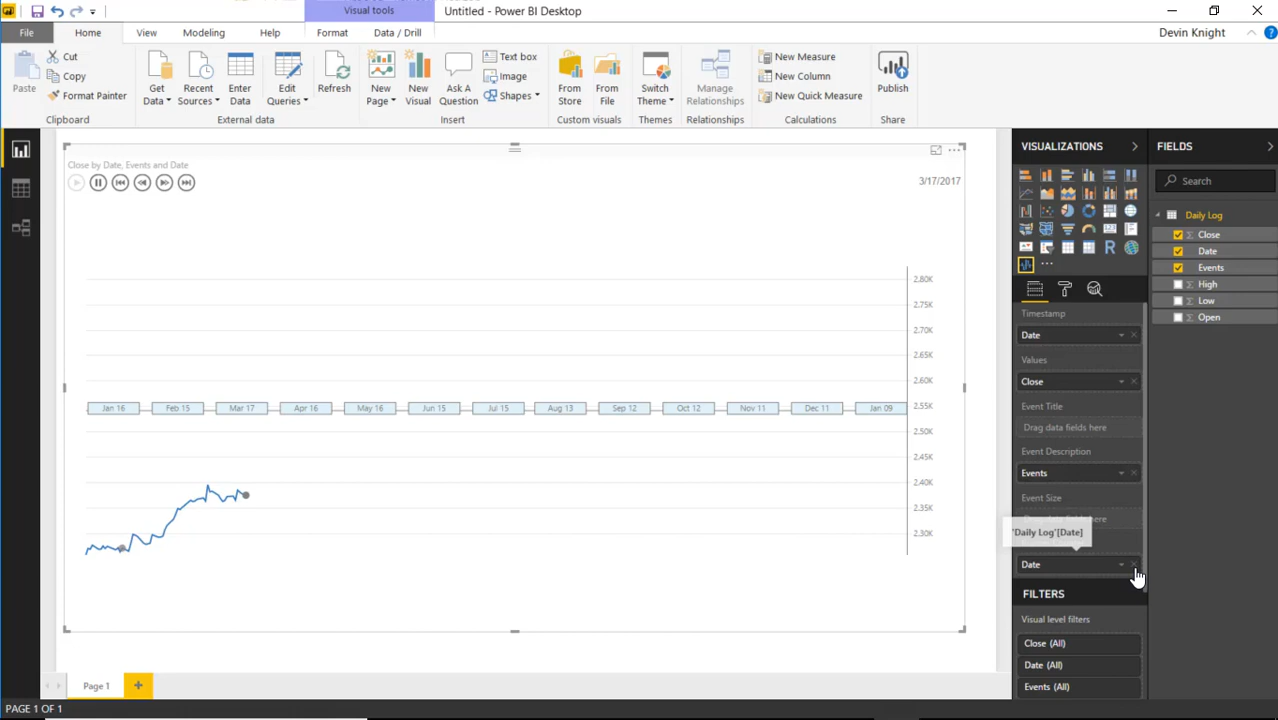 Visual tools
Untitled - Power BI Desktop
File
Home
View
Modeling
Help
Format
Data / Drill
Devin Knight
Paste
Cut
Copy
Format Painter
Clipboard
Get Data
Recent Sources
Enter Data
Edit Queries
Refresh
External data
New Page
New Visual
Ask A Question
Text box
Image
Shapes
Insert
From Store
From File
Custom visuals
Switch Theme
Themes
Manage Relationships
Relationships
New Measure
New Column
New Quick Measure
Calculations
Publish
Share
Close by Date, Events and Date
3/17/2017
2.80K
2.75K
2.70K
2.65K
2.60K
Jan 16
Feb 15
Mar 17
Apr 16
May 16
Jun 15
Jul 15
Aug 13
Sep 12
Oct 12
Nov 11
Dec 11
Jan 09
2.55K
2.50K
2.45K
2.40K
2.35K
2.30K
VISUALIZATIONS
R
Timestamp
Date
Values
Close
Event Title
Drag data fields here
Event Description
Events
Event Size
'Daily Log'[Date]
Date
FILTERS
Visual level filters
Close (All)
Date (All)
Events (All)
FIELDS
Search
Daily Log
Σ Close
Date
Events
Σ High
Σ Low
Σ Open
Page 1
PAGE 1 OF 1